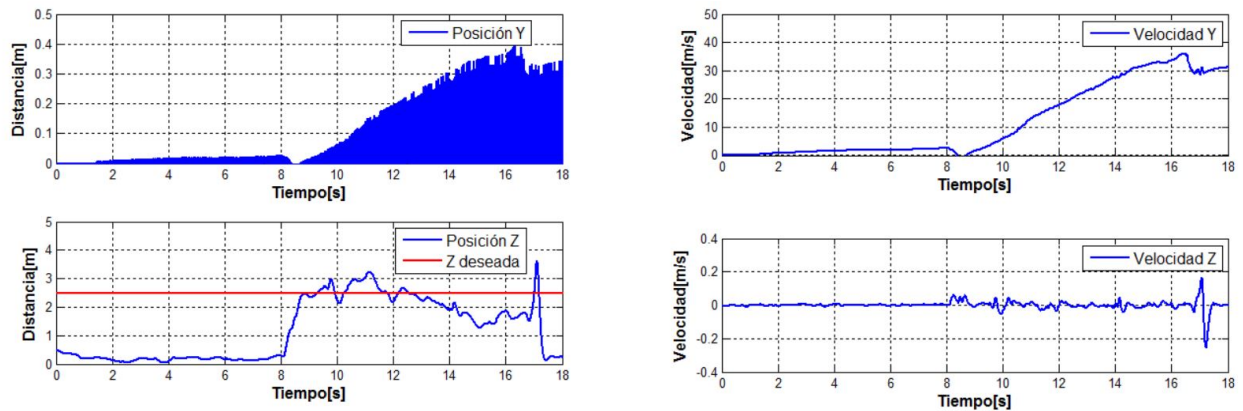 Distancia[m]
0.5
0.4
0.3
0.2
0.1
0
Posición Y
0 2 4 6 8 10 12 14 16 18
Tiempo[s]
Velocidad[m/s]
50
40
30
20
10
0
Velocidad Y
0 2 4 6 8 10 12 14 16 18
Tiempo[s]
Distancia[m]
5
4
3
2
1
0
Posición Z
Z deseada
0 2 4 6 8 10 12 14 16 18
Tiempo[s]
Velocidad[m/s]
0.4
0.2
0
-0.2
-0.4
Velocidad Z
0 2 4 6 8 10 12 14 16 18
Tiempo[s]